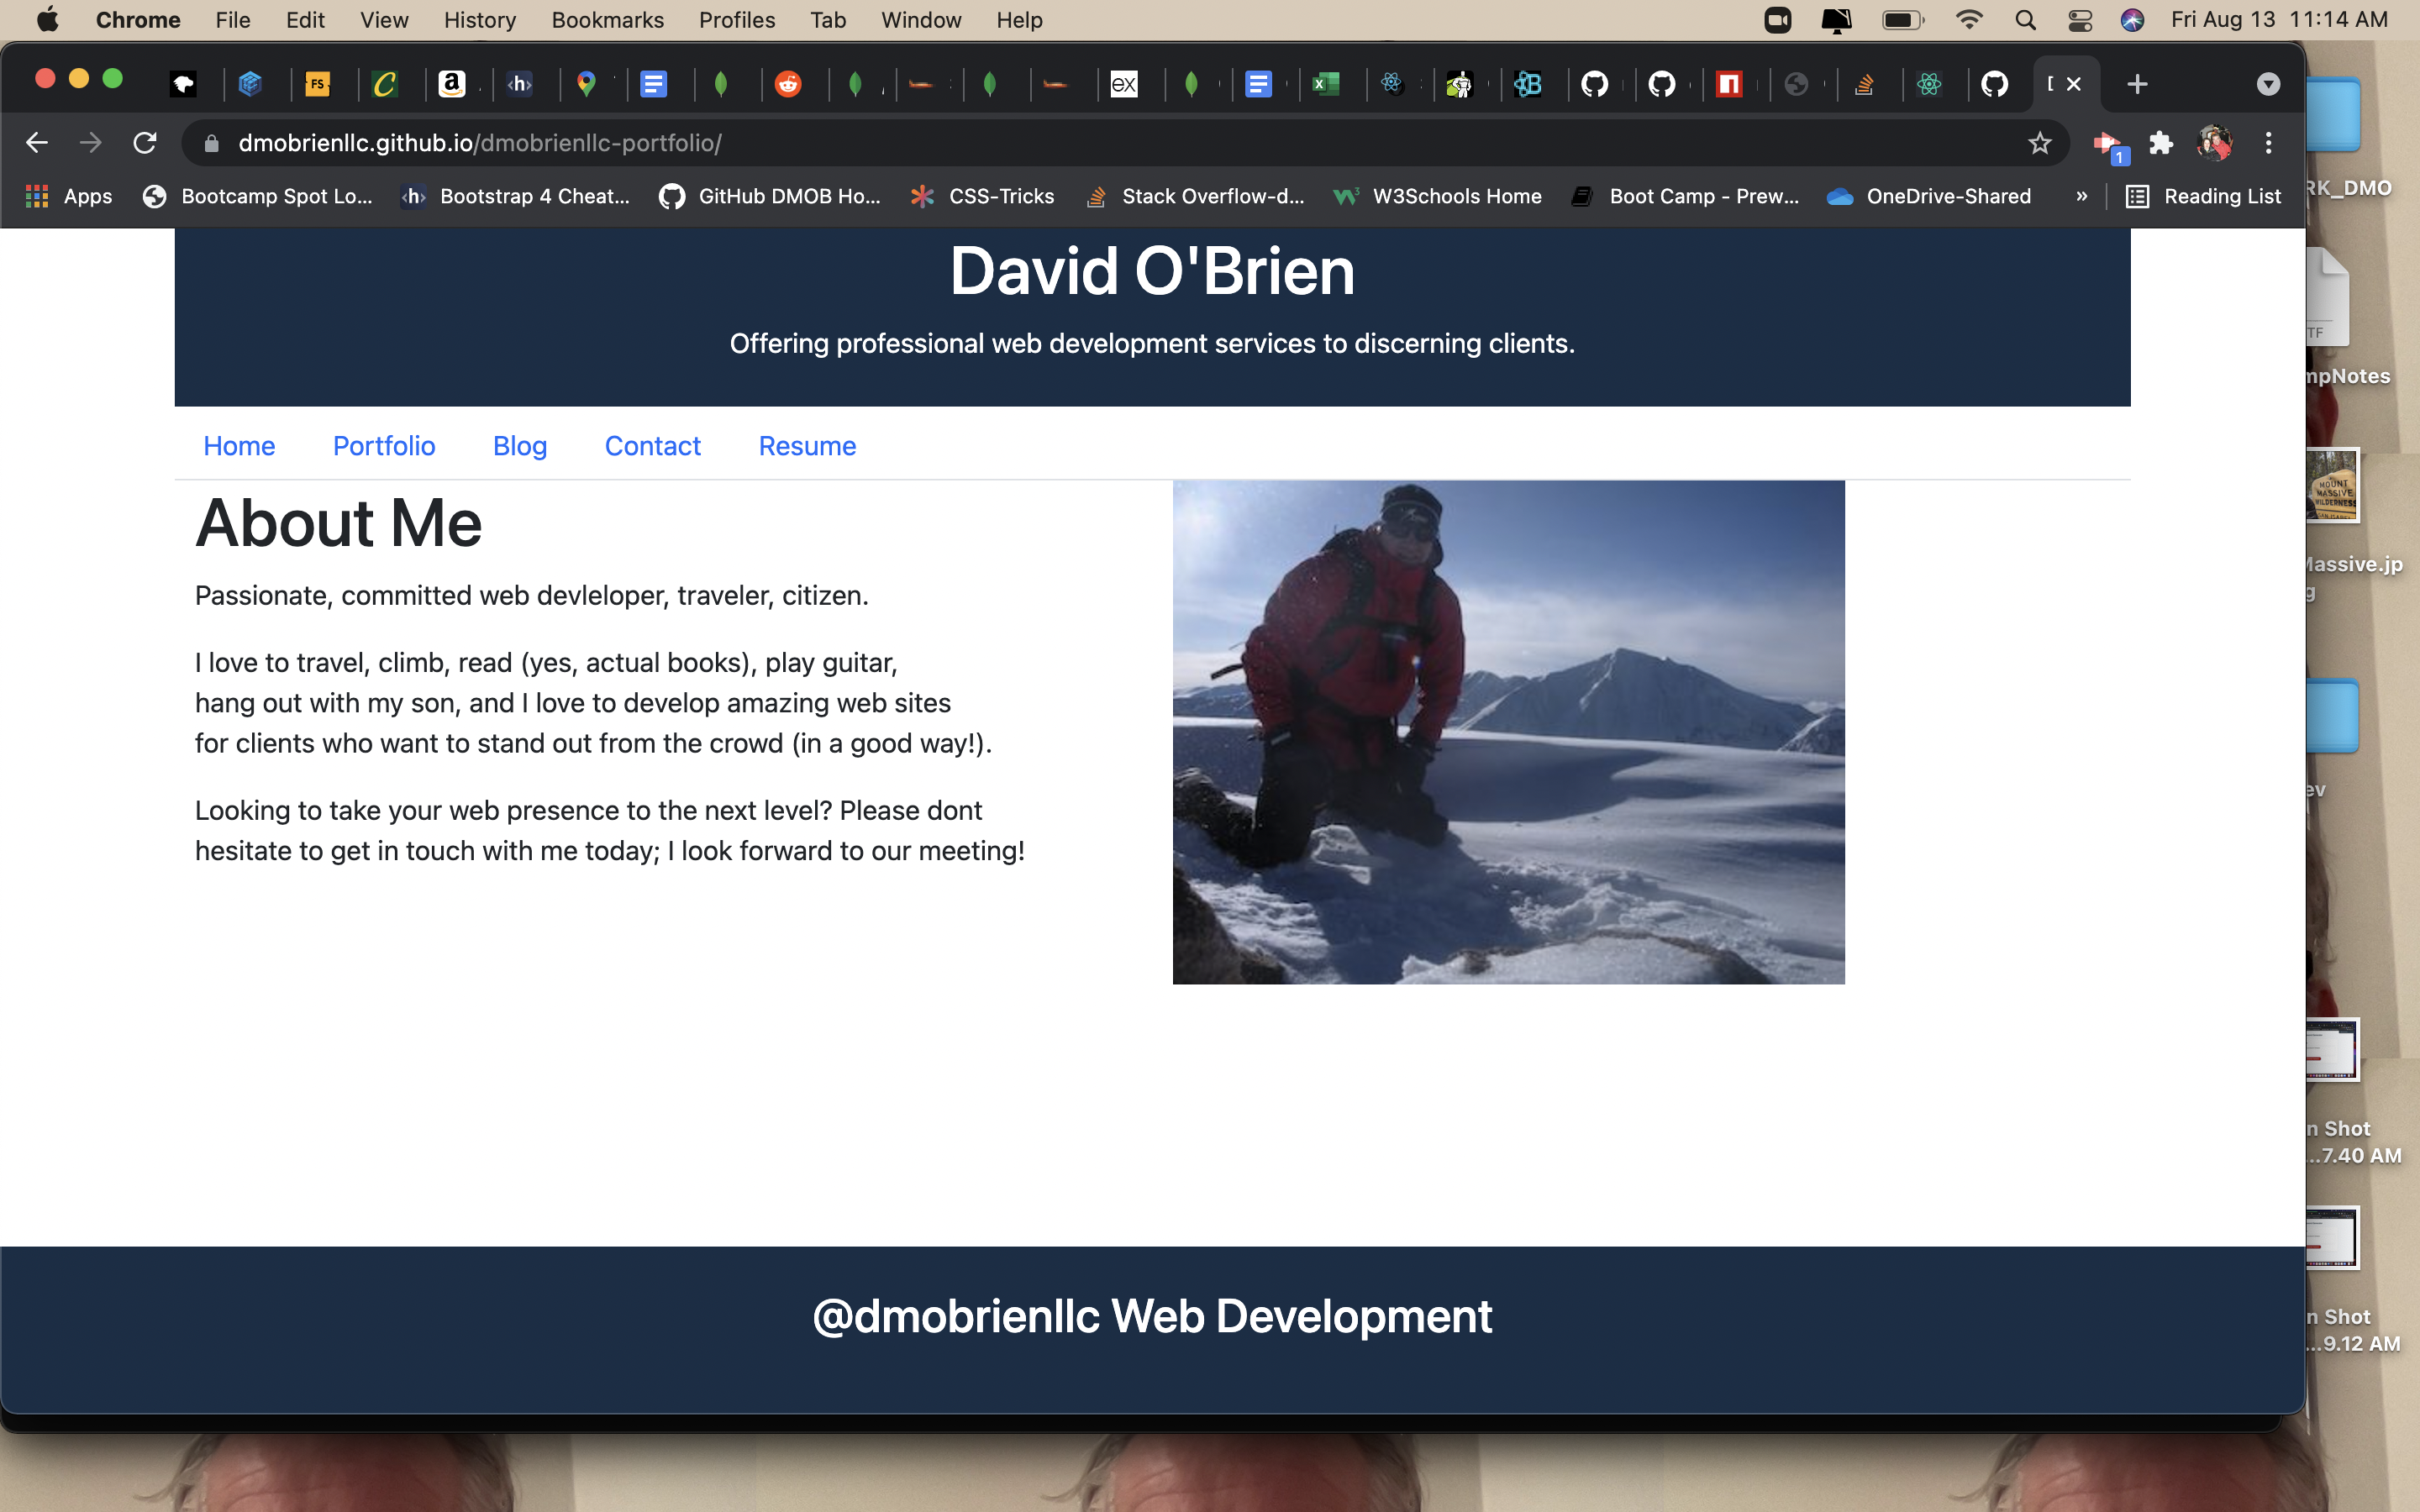 Chrome File Edit View History Bookmarks Profiles Tab Window Help Fri Aug 13 11:14 AM
dmobrienllc.github.io/dmobrienllc-portfolio/
1
Apps Bootcamp Spot Lo... Bootstrap 4 Cheat... GitHub DMOB Ho... CSS-Tricks Stack Overflow-d... W3Schools Home Boot Camp - Prew... OneDrive-Shared » Reading List
David O'Brien
Offering professional web development services to discerning clients.
Home Portfolio Blog Contact Resume
About Me
Passionate, committed web devleloper, traveler, citizen.
I love to travel, climb, read (yes, actual books), play guitar,
hang out with my son, and I love to develop amazing web sites
for clients who want to stand out from the crowd (in a good way!).
Looking to take your web presence to the next level? Please dont
hesitate to get in touch with me today; I look forward to our meeting!
@dmobrienllc Web Development
RK_DMO
TF
mpNotes
MOUNT
MASSIVE
WILDERNESS
Massive.jp
g
ev
n Shot
...7.40 AM
n Shot
...9.12 AM